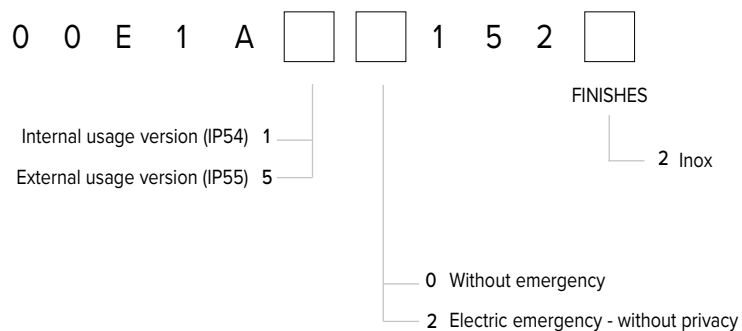 0 0 E 1 A 1 5 2
FINISHES
Internal usage version (IP54) 1
2 Inox
External usage version (IP55) 5
0 Without emergency
2 Electric emergency - without privacy